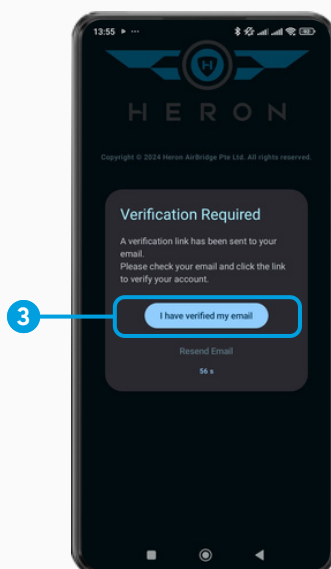 13:55
H
HERON
Copyright © 2024 Heron AirBridge Pte Ltd. All rights reserved.
Verification Required
A verification link has been sent to your
email.
Please check your email and click the link
to verify your account.
3
I have verified my email
Resend Email
56 s